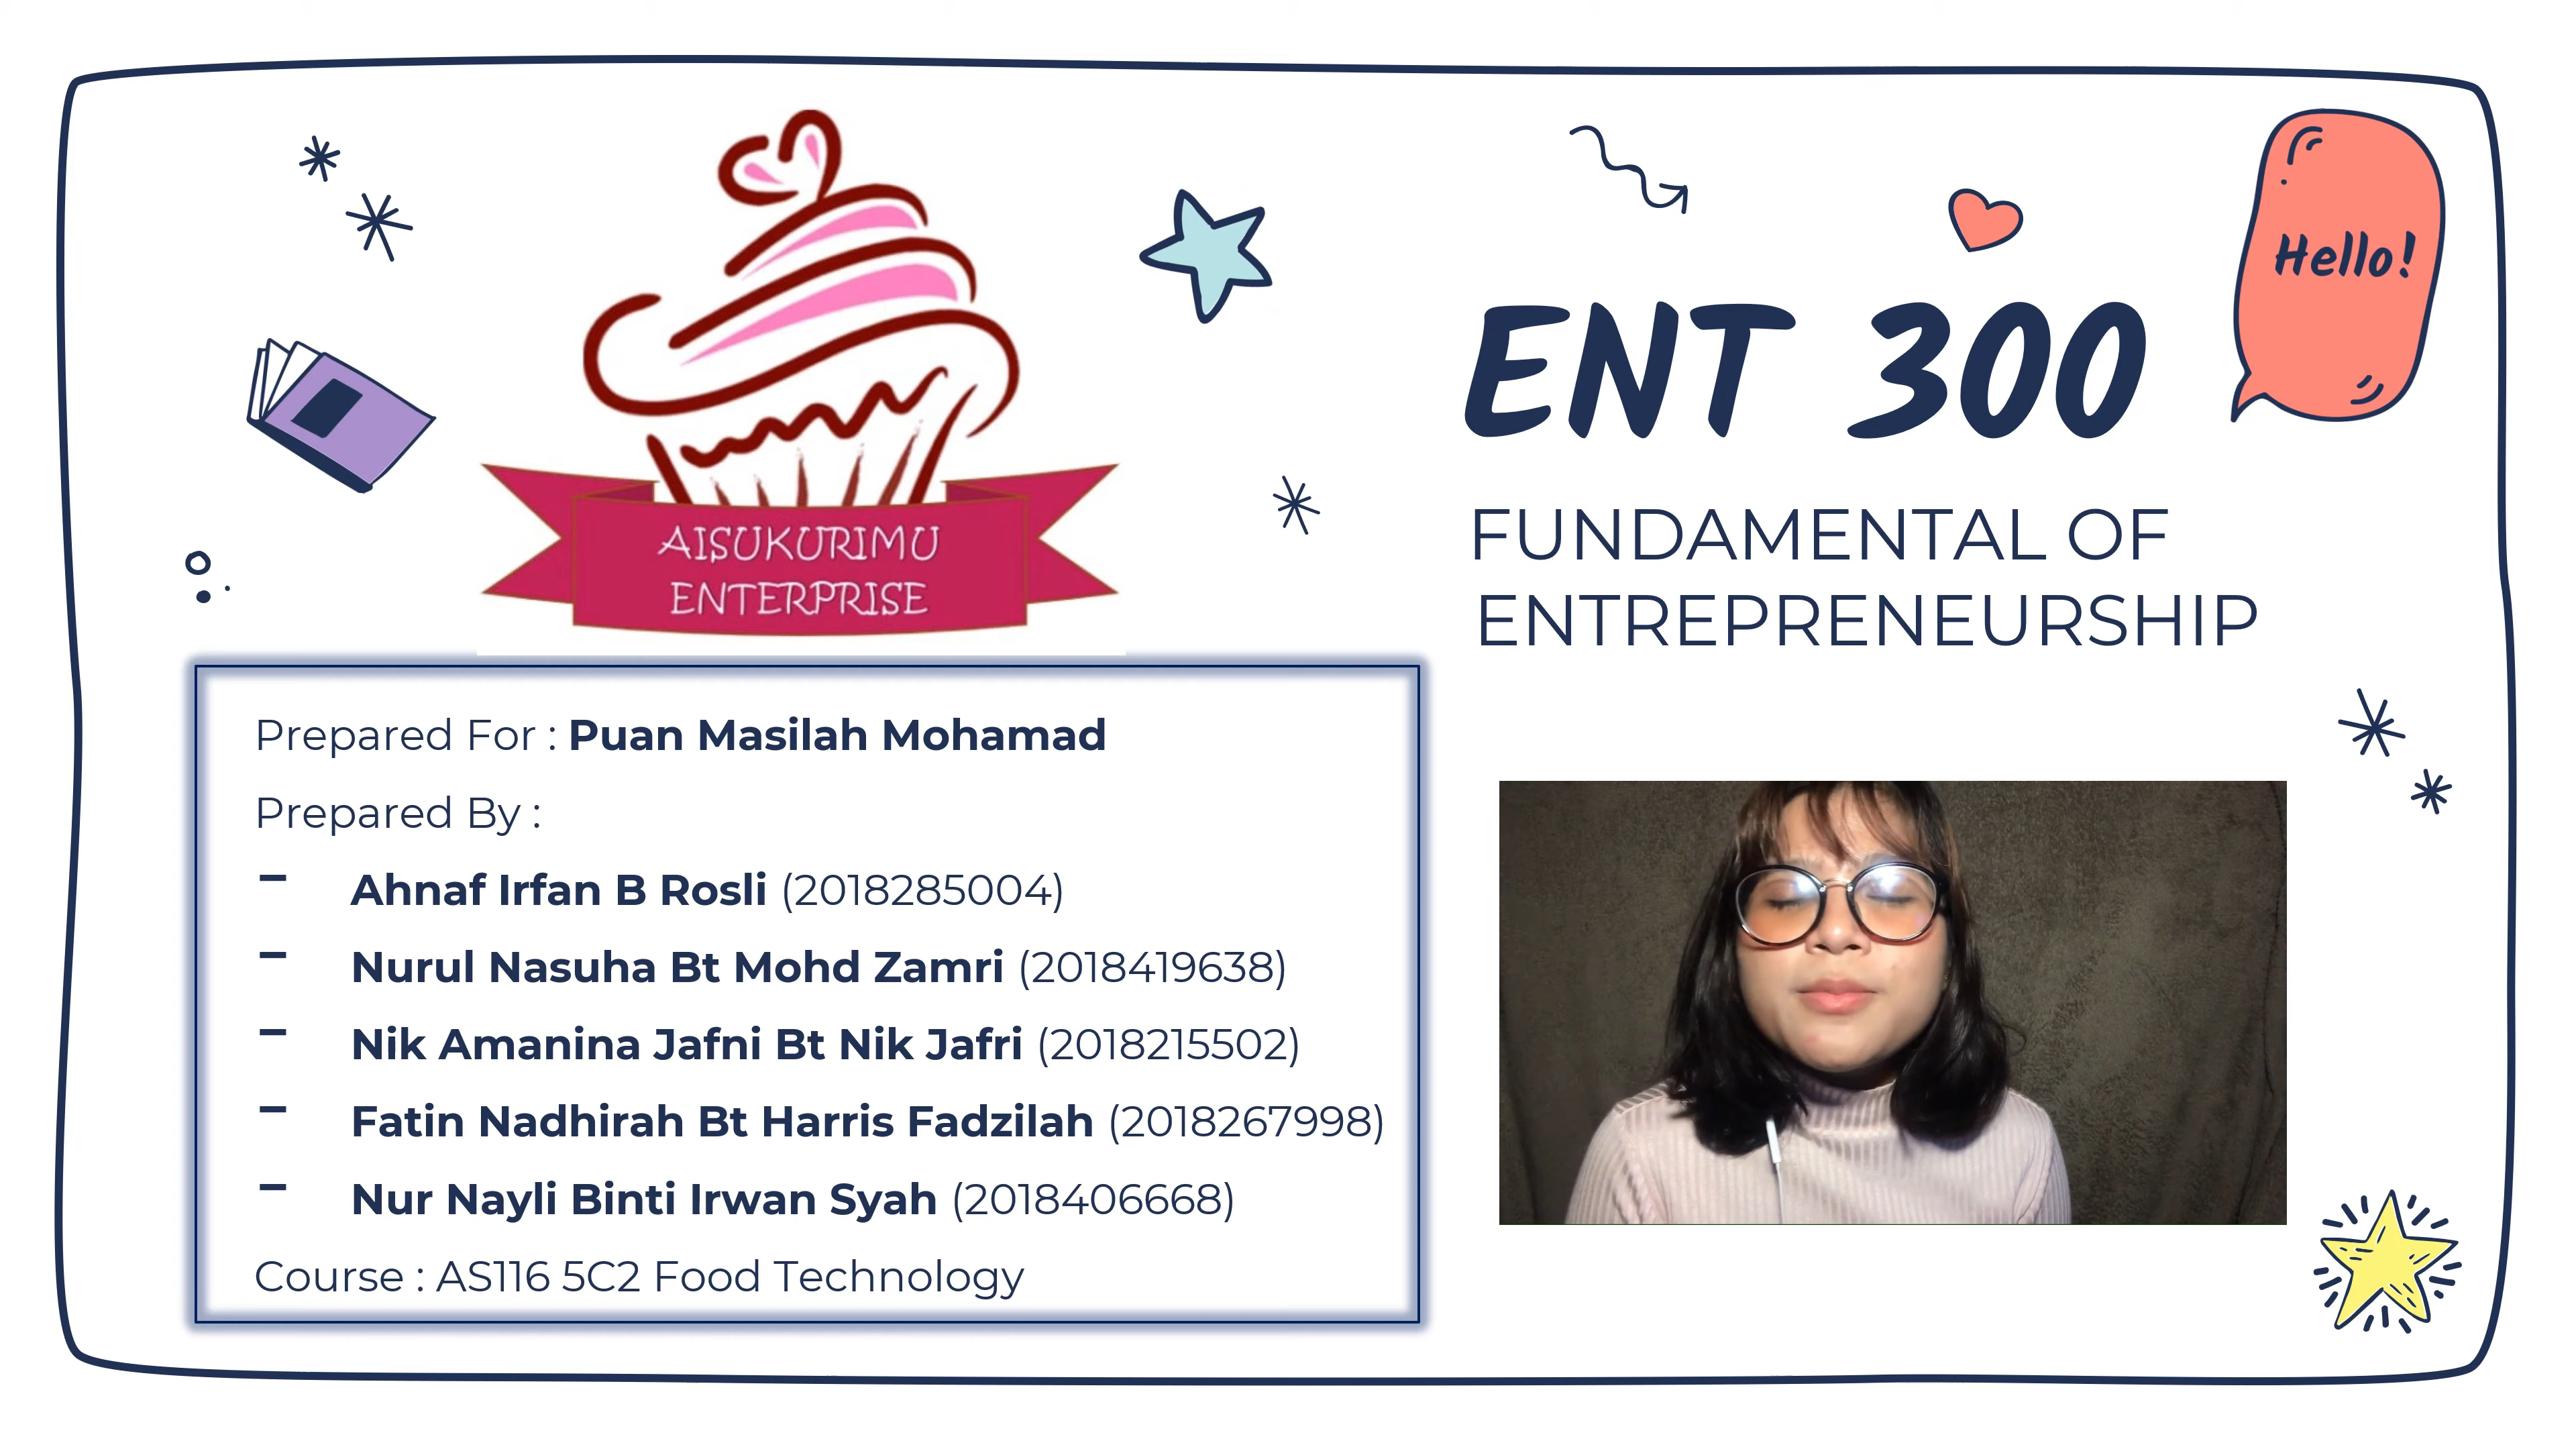 AISUKURIMU
ENTERPRISE
Hello!
ENT 300
FUNDAMENTAL OF
ENTREPRENEURSHIP
Prepared For : Puan Masilah Mohamad
Prepared By :
– Ahnaf Irfan B Rosli (2018285004)
– Nurul Nasuha Bt Mohd Zamri (2018419638)
– Nik Amanina Jafni Bt Nik Jafri (2018215502)
– Fatin Nadhirah Bt Harris Fadzilah (2018267998)
– Nur Nayli Binti Irwan Syah (2018406668)
Course : AS116 5C2 Food Technology